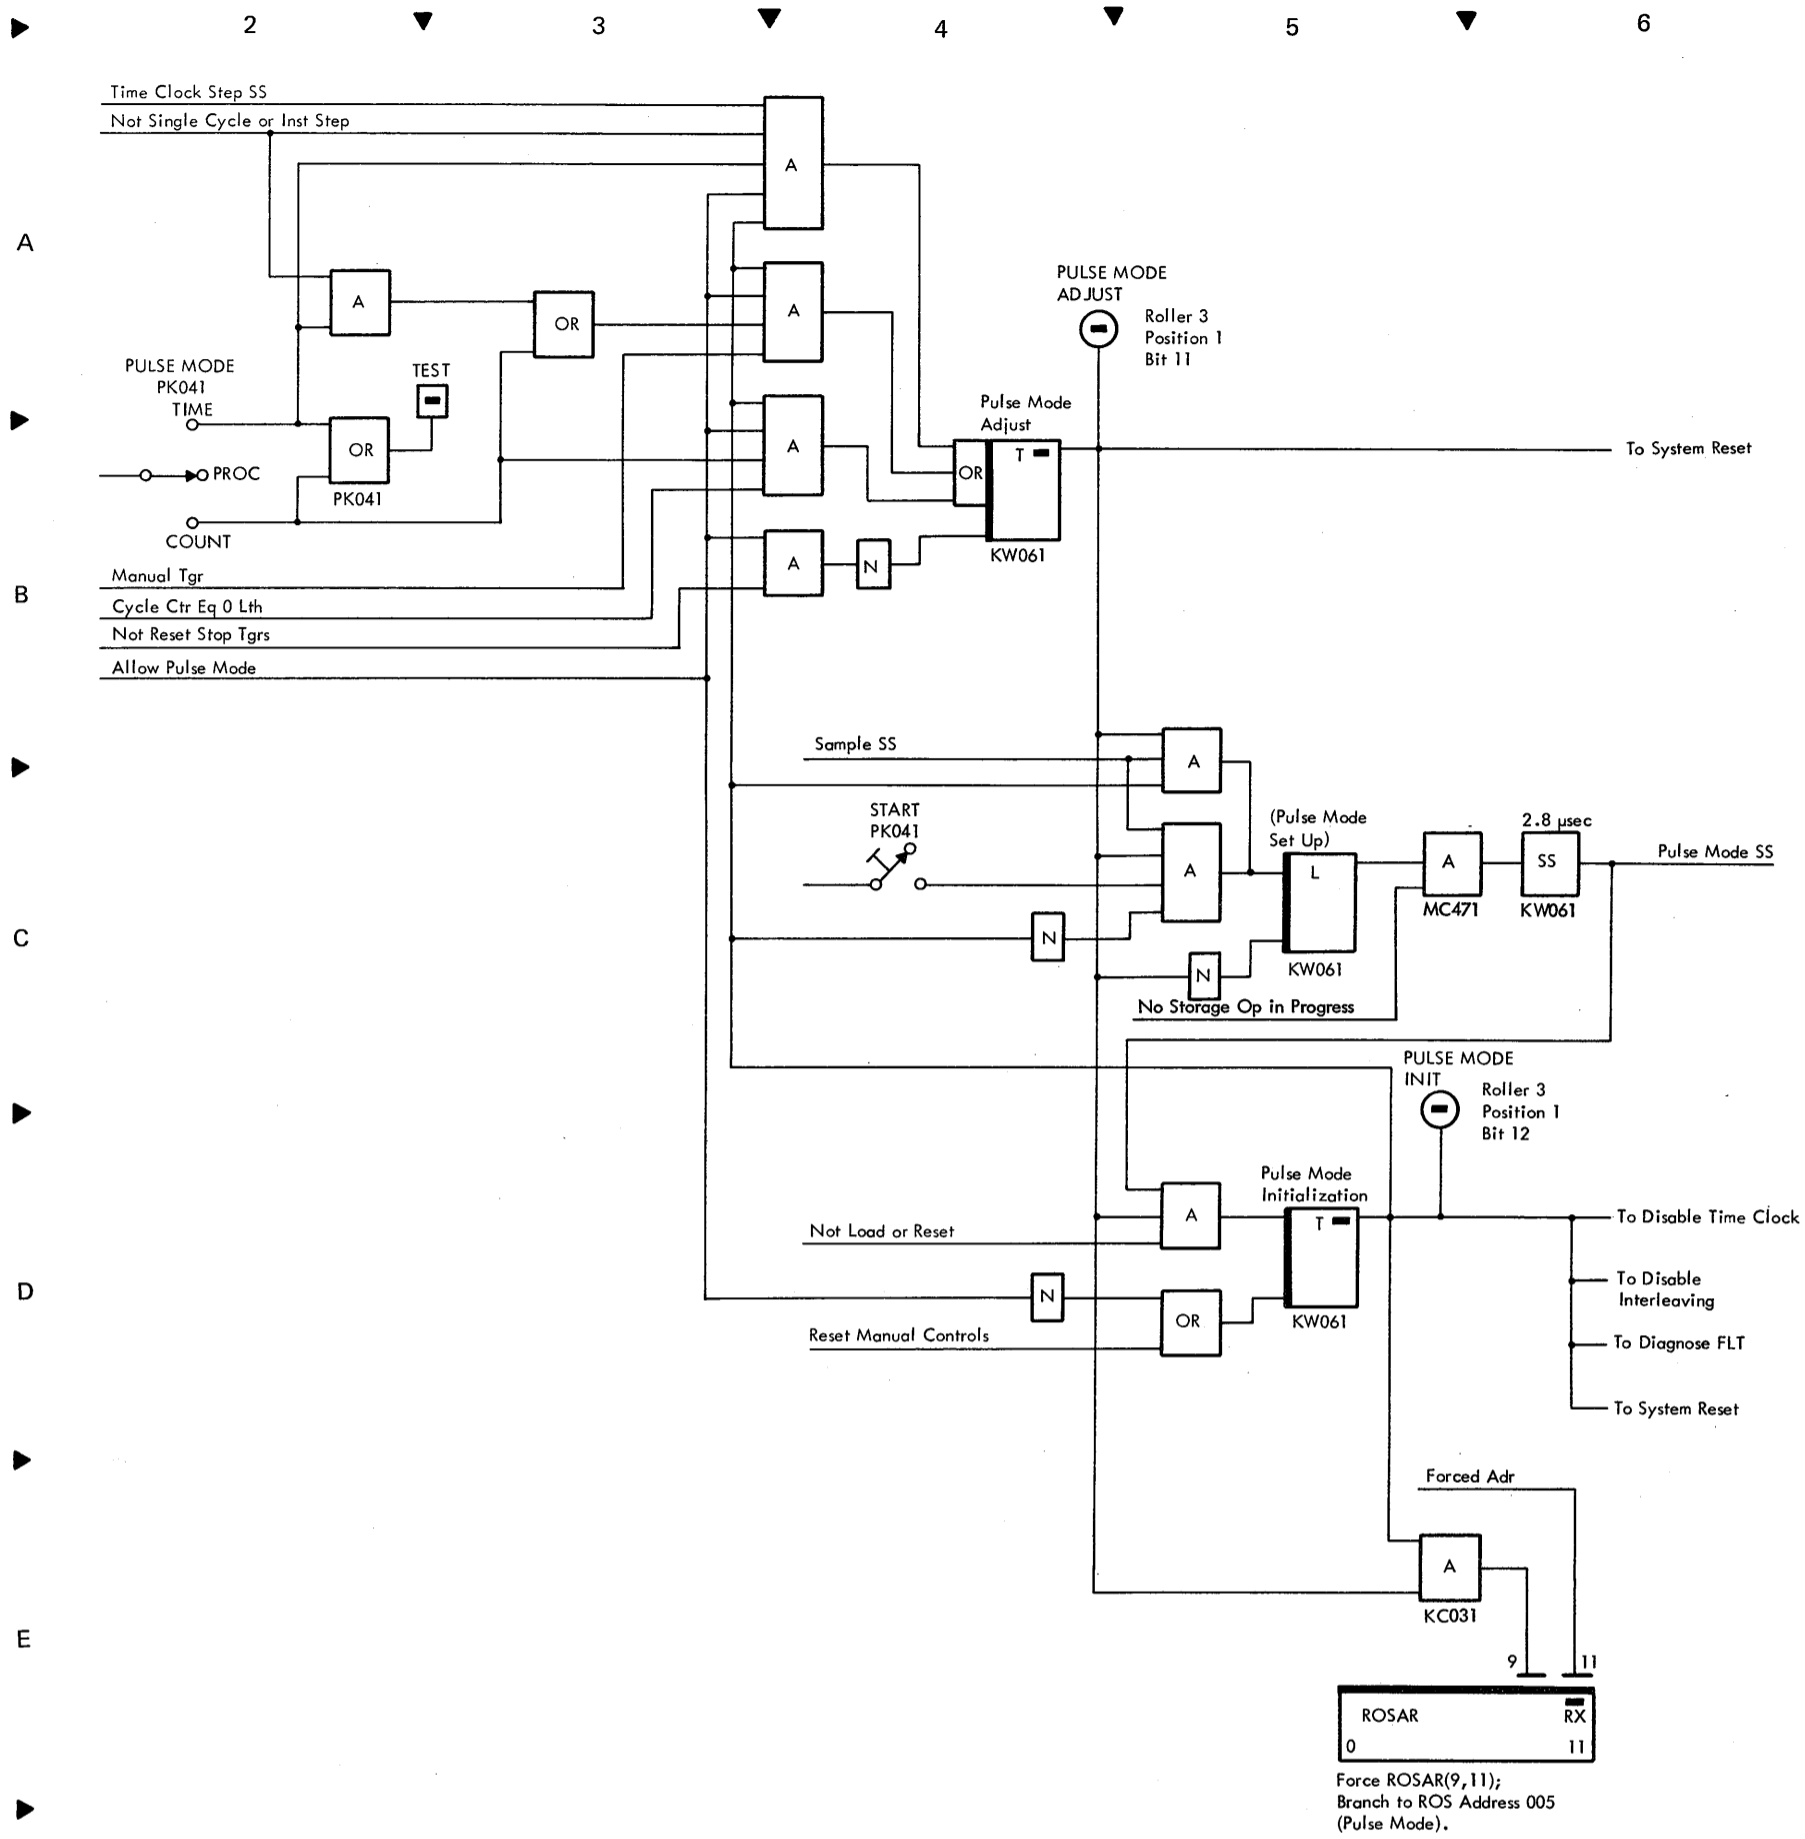 2 3 4 5 6
Time Clock Step SS
Not Single Cycle or Inst Step
A
A
A
PULSE MODE
ADJUST
Roller 3
Position 1
Bit 11
A
OR
A
PULSE MODE
PK041
TIME
TEST
OR
PROC
PK041
COUNT
A
Pulse Mode
Adjust
T
OR
KW061
To System Reset
A
N
B
Manual Tgr
Cycle Ctr Eq 0 Lth
Not Reset Stop Tgrs
Allow Pulse Mode
Sample SS
A
START
PK041
A
(Pulse Mode
Set Up)
L
KW061
A
MC471
2.8 μsec
SS
KW061
Pulse Mode SS
C
N
N
No Storage Op in Progress
PULSE MODE
INIT
Roller 3
Position 1
Bit 12
Pulse Mode
Initialization
A
T
KW061
Not Load or Reset
To Disable Time Clock
D
N
OR
Reset Manual Controls
To Disable
Interleaving
To Diagnose FLT
To System Reset
Forced Adr
A
KC031
E
9 11
ROSAR RX
0 11
Force ROSAR(9,11);
Branch to ROS Address 005
(Pulse Mode).